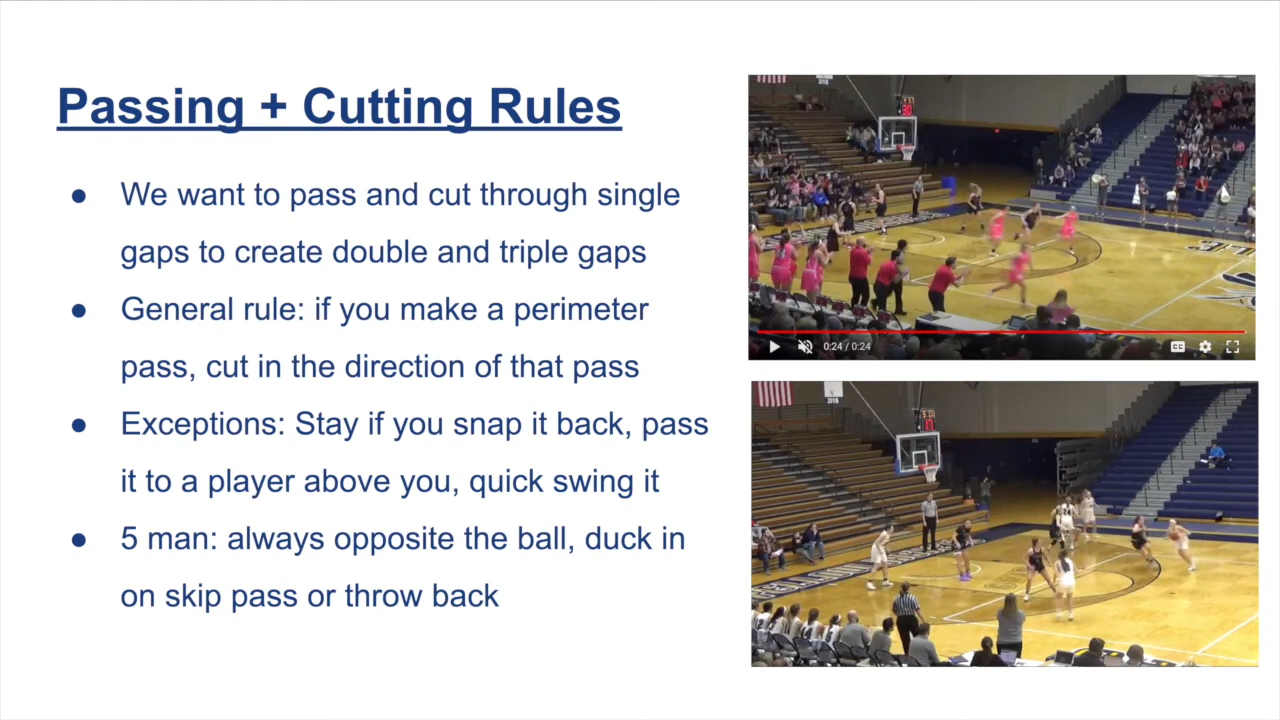 Passing + Cutting Rules
● We want to pass and cut through single
gaps to create double and triple gaps
● General rule: if you make a perimeter
pass, cut in the direction of that pass
● Exceptions: Stay if you snap it back, pass
it to a player above you, quick swing it
● 5 man: always opposite the ball, duck in
on skip pass or throw back
0:24 / 0:24
CC